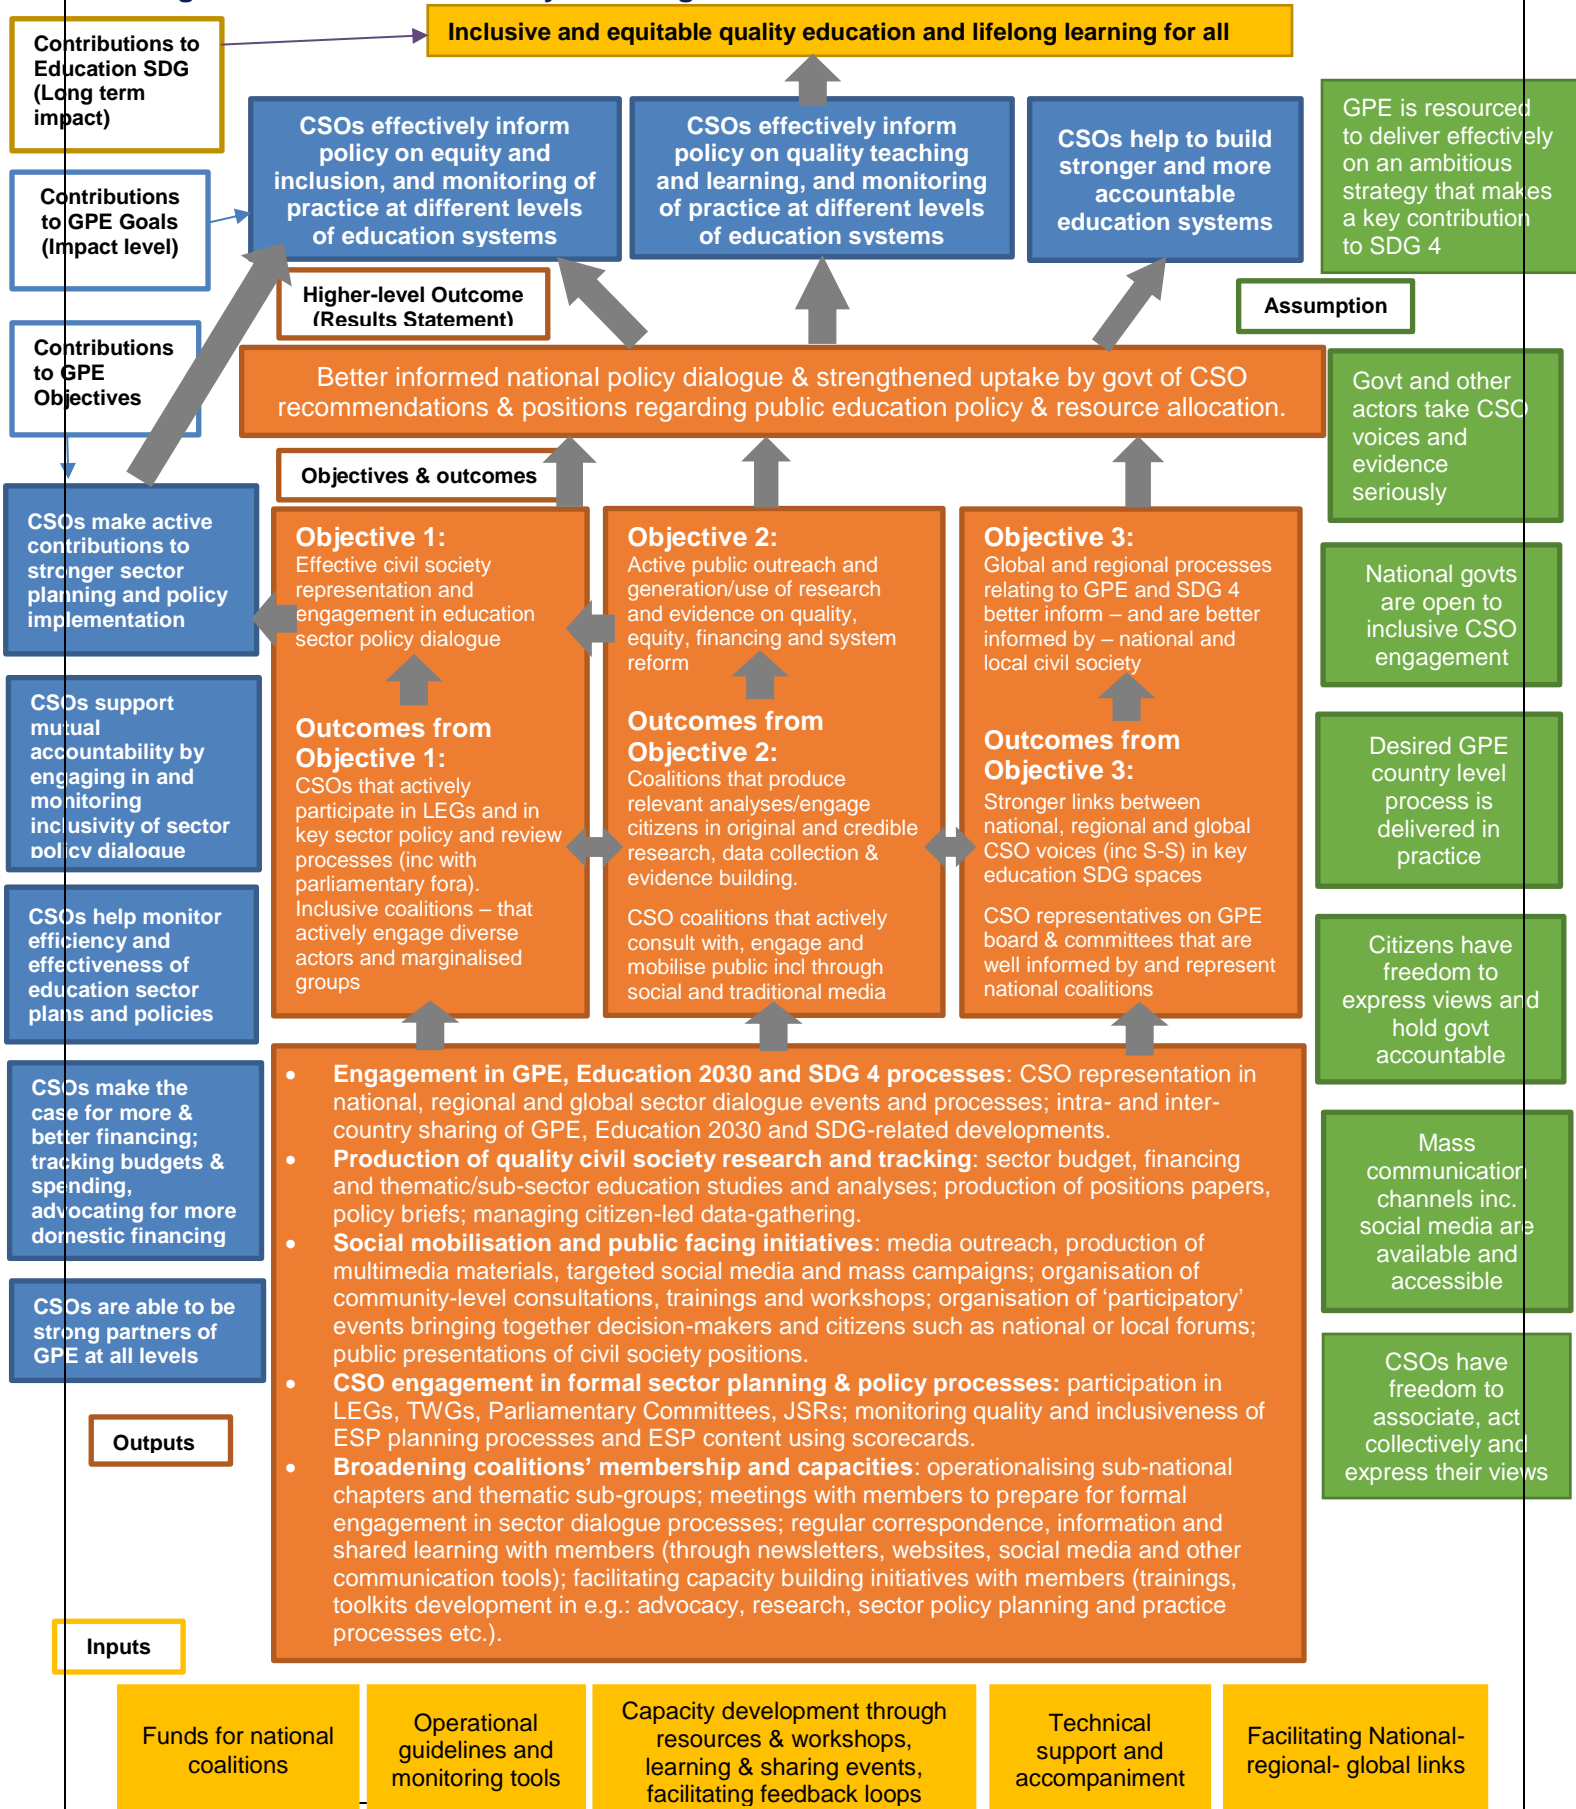 Inclusive and equitable quality education and lifelong learning for all
Contributions to
Education SDG
(Long term
impact)
CSOs effectively inform
policy on equity and
inclusion, and monitoring of
practice at different levels
of education systems
CSOs effectively inform
policy on quality teaching
and learning, and monitoring
of practice at different levels
of education systems
CSOs help to build
stronger and more
accountable
education systems
GPE is resourced
to deliver effectively
on an ambitious
strategy that makes
a key contribution
to SDG 4
Contributions
to GPE Goals
(Impact level)
Higher-level Outcome
(Results Statement)
Assumption
Contributions
to GPE
Objectives
Better informed national policy dialogue & strengthened uptake by govt of CSO
recommendations & positions regarding public education policy & resource allocation.
Govt and other
actors take CSO
voices and
evidence
seriously
Objectives & outcomes
CSOs make active
contributions to
stronger sector
planning and policy
implementation
Objective 1:
Effective civil society
representation and
engagement in education
sector policy dialogue
Outcomes from
Objective 1:
CSOs that actively
participate in LEGs and in
key sector policy and review
processes (inc with
parliamentary fora).
Inclusive coalitions – that
actively engage diverse
actors and marginalised
groups
Objective 2:
Active public outreach and
generation/use of research
and evidence on quality,
equity, financing and system
reform
Outcomes from
Objective 2:
Coalitions that produce
relevant analyses/engage
citizens in original and credible
research, data collection &
evidence building.
CSO coalitions that actively
consult with, engage and
mobilise public incl through
social and traditional media
Objective 3:
Global and regional processes
relating to GPE and SDG 4
better inform – and are better
informed by – national and
local civil society
Outcomes from
Objective 3:
Stronger links between
national, regional and global
CSO voices (inc S-S) in key
education SDG spaces
CSO representatives on GPE
board & committees that are
well informed by and represent
national coalitions
National govts
are open to
inclusive CSO
engagement
CSOs support
mutual
accountability by
engaging in and
monitoring
inclusivity of sector
policy dialogue
Desired GPE
country level
process is
delivered in
practice
CSOs help monitor
efficiency and
effectiveness of
education sector
plans and policies
Citizens have
freedom to
express views and
hold govt
accountable
CSOs make the
case for more &
better financing;
tracking budgets &
spending,
advocating for more
domestic financing
• Engagement in GPE, Education 2030 and SDG 4 processes: CSO representation in
national, regional and global sector dialogue events and processes; intra- and inter-
country sharing of GPE, Education 2030 and SDG-related developments.
• Production of quality civil society research and tracking: sector budget, financing
and thematic/sub-sector education studies and analyses; production of positions papers,
policy briefs; managing citizen-led data-gathering.
• Social mobilisation and public facing initiatives: media outreach, production of
multimedia materials, targeted social media and mass campaigns; organisation of
community-level consultations, trainings and workshops; organisation of ‘participatory’
events bringing together decision-makers and citizens such as national or local forums;
public presentations of civil society positions.
• CSO engagement in formal sector planning & policy processes: participation in
LEGs, TWGs, Parliamentary Committees, JSRs; monitoring quality and inclusiveness of
ESP planning processes and ESP content using scorecards.
• Broadening coalitions’ membership and capacities: operationalising sub-national
chapters and thematic sub-groups; meetings with members to prepare for formal
engagement in sector dialogue processes; regular correspondence, information and
shared learning with members (through newsletters, websites, social media and other
communication tools); facilitating capacity building initiatives with members (trainings,
toolkits development in e.g.: advocacy, research, sector policy planning and practice
processes etc.).
Mass
communication
channels inc.
social media are
available and
accessible
CSOs are able to be
strong partners of
GPE at all levels
CSOs have
freedom to
associate, act
collectively and
express their views
Outputs
Inputs
Funds for national
coalitions
Operational
guidelines and
monitoring tools
Capacity development through
resources & workshops,
learning & sharing events,
facilitating feedback loops
Technical
support and
accompaniment
Facilitating National-
regional- global links